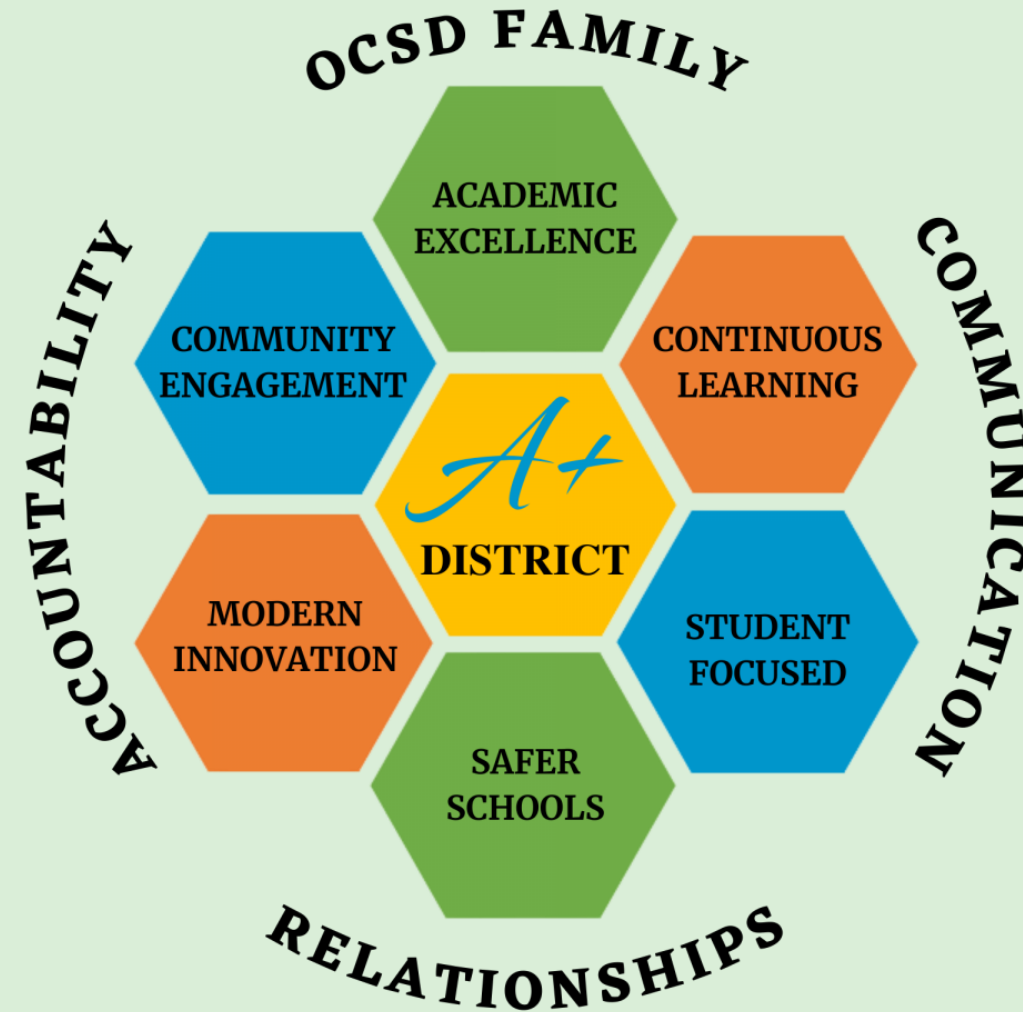 OCSD FAMILY
ACADEMIC
EXCELLENCE
COMMUNITY
ENGAGEMENT
CONTINUOUS
LEARNING
A+
DISTRICT
MODERN
INNOVATION
STUDENT
FOCUSED
SAFER
SCHOOLS
ACCOUNTABILITY
COMMUNICATION
RELATIONSHIPS